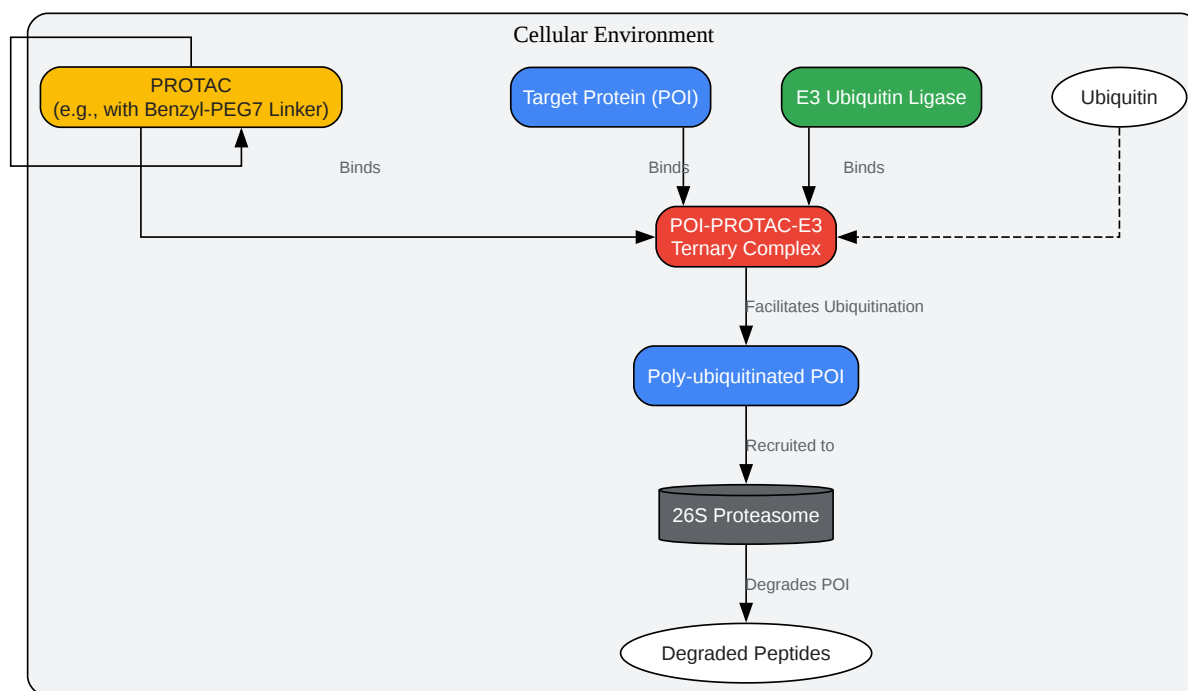 Cellular Environment
PROTAC
(e.g., with Benzyl-PEG7 Linker)
Target Protein (POI)
E3 Ubiquitin Ligase
Ubiquitin
Binds
Binds
Binds
POI-PROTAC-E3
Ternary Complex
Facilitates Ubiquitination
Poly-ubiquitinated POI
Recruited to
26S Proteasome
Degrades POI
Degraded Peptides